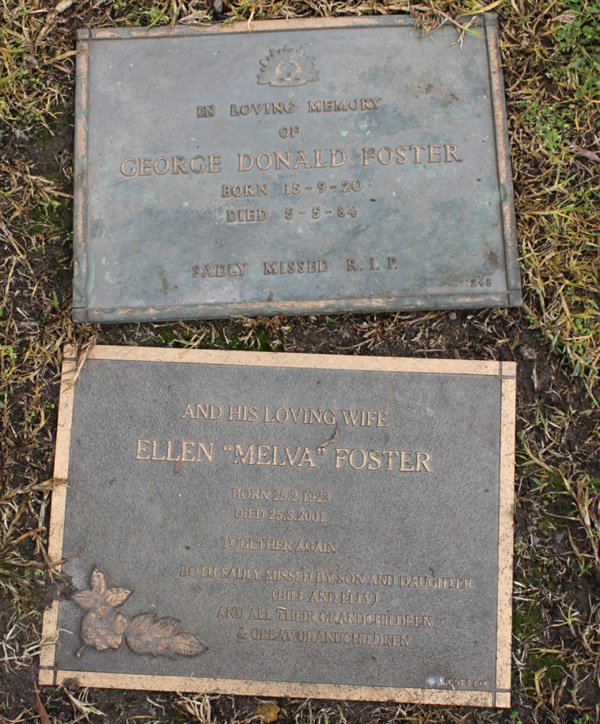 IN LOVING MEMORY
OF
GEORGE DONALD FOSTER
BORN 15-9-20
DIED 5-5-84
SADLY MISSED R.I.P.
AND HIS LOVING WIFE
ELLEN "MELVA" FOSTER
BORN 25.2.1923
DIED 25.5.2001
TOGETHER AGAIN
BOTH SADLY MISSED BY SON AND DAUGHTER
(BILL AND ELLY)
AND ALL THEIR GRANDCHILDREN
& GREAT GRANDCHILDREN